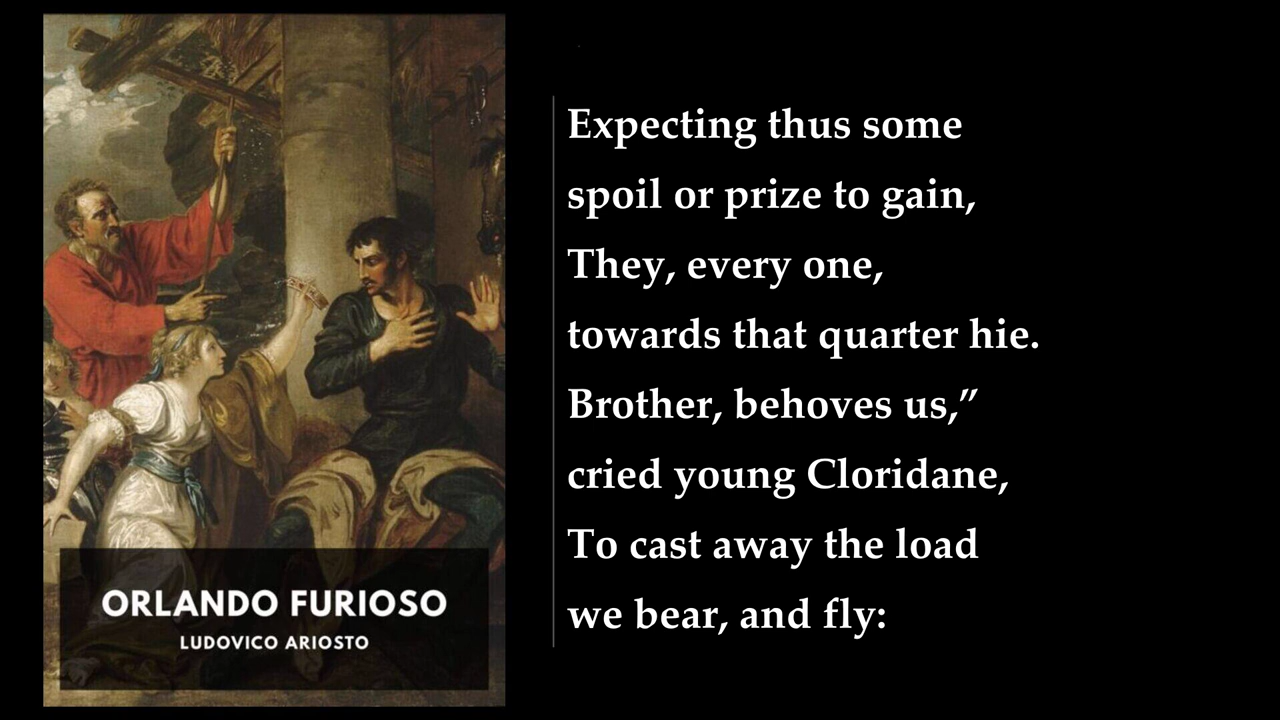 ORLANDO FURIOSO
LUDOVICO ARIOSTO
Expecting thus some
spoil or prize to gain,
They, every one,
towards that quarter hie.
Brother, behoves us,”
cried young Cloridane,
To cast away the load
we bear, and fly: